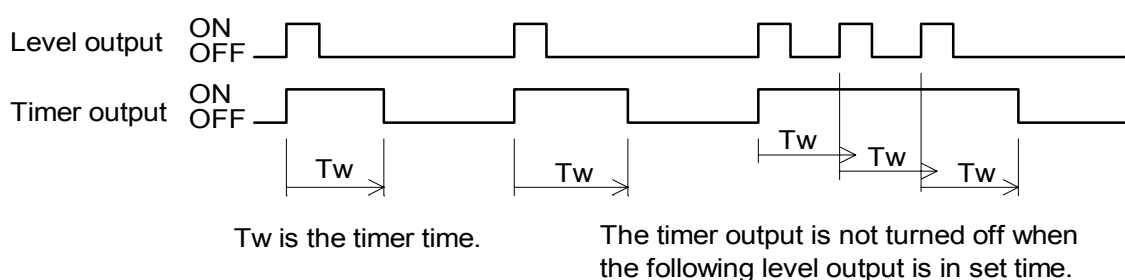 Level output ON
OFF
Timer output ON
OFF
Tw Tw Tw Tw Tw
Tw is the timer time.
The timer output is not turned off when
the following level output is in set time.